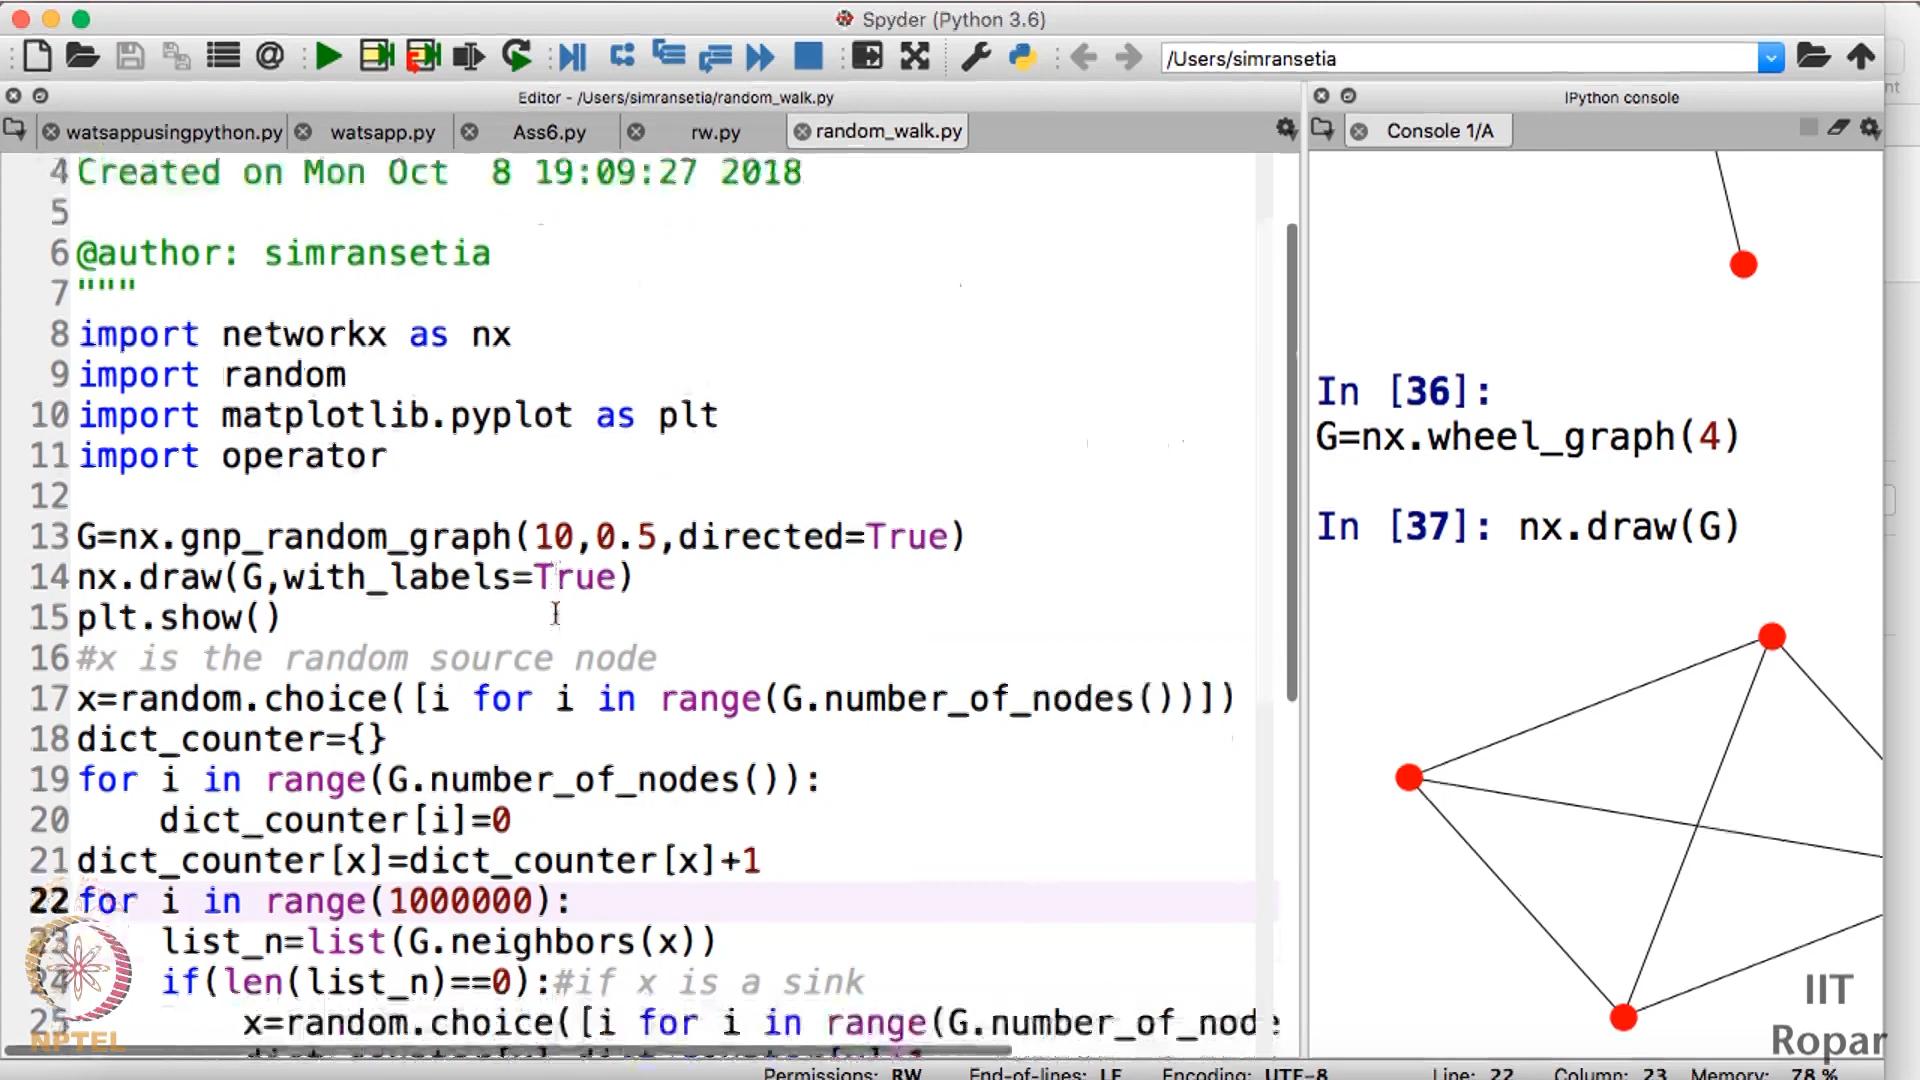 Spyder (Python 3.6)
/Users/simransetia
Editor - /Users/simransetia/random_walk.py
IPython console
watsappusingpython.py
watsapp.py
Ass6.py
rw.py
random_walk.py
Console 1/A
4 Created on Mon Oct  8 19:09:27 2018
5
6 @author: simransetia
7 """
8 import networkx as nx
9 import random
10 import matplotlib.pyplot as plt
11 import operator
12
13 G=nx.gnp_random_graph(10,0.5,directed=True)
14 nx.draw(G,with_labels=True)
15 plt.show()
16 #x is the random source node
17 x=random.choice([i for i in range(G.number_of_nodes())])
18 dict_counter={}
19 for i in range(G.number_of_nodes()):
20     dict_counter[i]=0
21 dict_counter[x]=dict_counter[x]+1
22 for i in range(1000000):
23     list_n=list(G.neighbors(x))
24     if(len(list_n)==0):#if x is a sink
25         x=random.choice([i for i in range(G.number_of_node
In [36]:
G=nx.wheel_graph(4)
In [37]: nx.draw(G)
NPTEL
IIT
Ropar
Permissions: RW End-of-lines: LF Encoding: UTF-8 Line: 22 Column: 23 Memory: 78 %